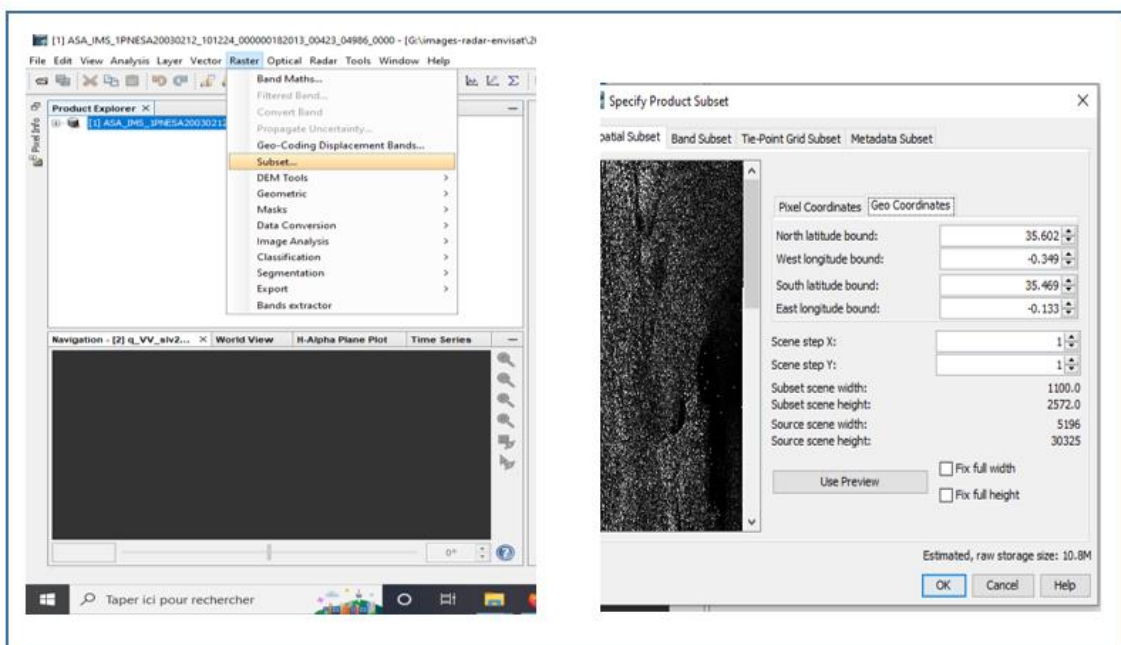 [1] ASA_IMS_1PNESA20030212_101224_000000182013_00423_04986_0000 - [G:\images-radar-envisat\2
File Edit View Analysis Layer Vector Raster Optical Radar Tools Window Help
Product Explorer ×
[1] ASA_IMS_1PNESA20030212
Pixel Info
Band Maths...
Filtered Band...
Convert Band
Propagate Uncertainty...
Geo-Coding Displacement Bands...
Subset...
DEM Tools >
Geometric >
Masks >
Data Conversion >
Image Analysis >
Classification >
Segmentation >
Export >
Bands extractor
Navigation - [2] q_VV_slv2... × World View H-Alpha Plane Plot Time Series
0°
Taper ici pour rechercher
Specify Product Subset
patial Subset Band Subset Tie-Point Grid Subset Metadata Subset
Pixel Coordinates Geo Coordinates
North latitude bound: 35.602
West longitude bound: -0.349
South latitude bound: 35.469
East longitude bound: -0.133
Scene step X: 1
Scene step Y: 1
Subset scene width: 1100.0
Subset scene height: 2572.0
Source scene width: 5196
Source scene height: 30325
Use Preview
Fix full width
Fix full height
Estimated, raw storage size: 10.8M
OK Cancel Help